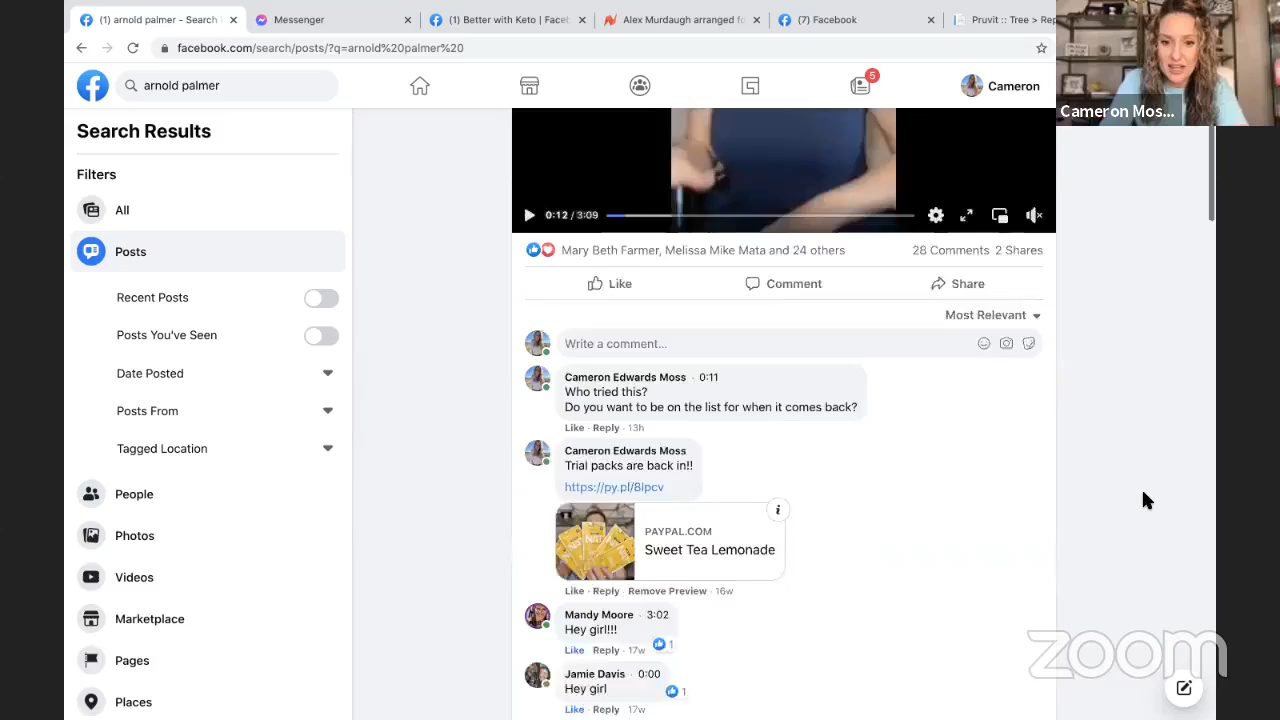 (1) arnold palmer - Search
Messenger
(1) Better with Keto | Faceb
Alex Murdaugh arranged fo
(7) Facebook
Pruvit :: Tree > Rep
facebook.com/search/posts/?q=arnold%20palmer%20
arnold palmer
5
Cameron
Cameron Mos...
Search Results
Filters
All
Posts
Recent Posts
Posts You've Seen
Date Posted
Posts From
Tagged Location
People
Photos
Videos
Marketplace
Pages
Places
0:12 / 3:09
Mary Beth Farmer, Melissa Mike Mata and 24 others
28 Comments 2 Shares
Like
Comment
Share
Most Relevant
Write a comment...
Cameron Edwards Moss · 0:11
Who tried this?
Do you want to be on the list for when it comes back?
Like · Reply · 13h
Cameron Edwards Moss
Trial packs are back in!!
https://py.pl/8Ipcv
PAYPAL.COM
Sweet Tea Lemonade
Like · Reply · Remove Preview · 16w
Mandy Moore · 3:02
Hey girl!!!
1
Like · Reply · 17w
Jamie Davis · 0:00
Hey girl
1
Like · Reply · 17w
zoom